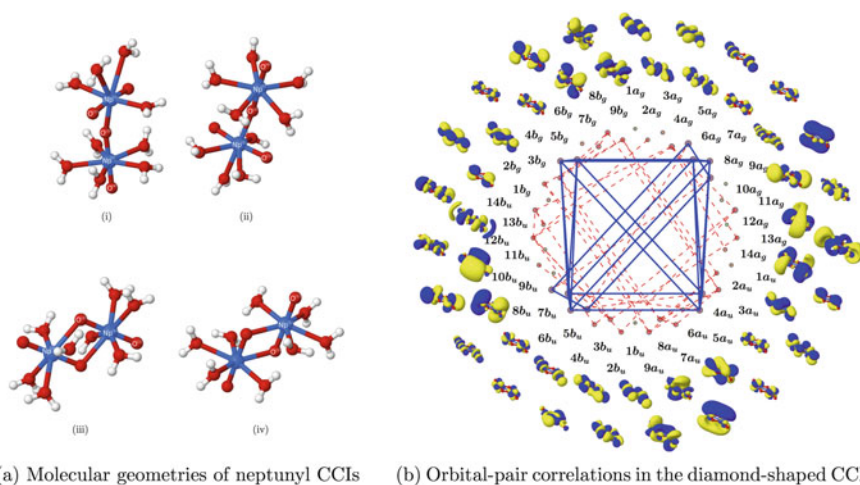 (i)
(ii)
(iii)
(iv)
a) Molecular geometries of neptunyl CCIs
1a_g
2a_g
3a_g
4a_g
5a_g
6a_g
7a_g
8a_g
9a_g
10a_g
11a_g
12a_g
13a_g
14a_g
1a_u
2a_u
3a_u
4a_u
5a_u
6a_u
7a_u
8a_u
9a_u
1b_u
2b_u
3b_u
4b_u
5b_u
6b_u
7b_u
8b_u
9b_u
10b_u
11b_u
12b_u
13b_u
14b_u
1b_g
2b_g
3b_g
4b_g
5b_g
6b_g
7b_g
8b_g
9b_g
(b) Orbital-pair correlations in the diamond-shaped CC